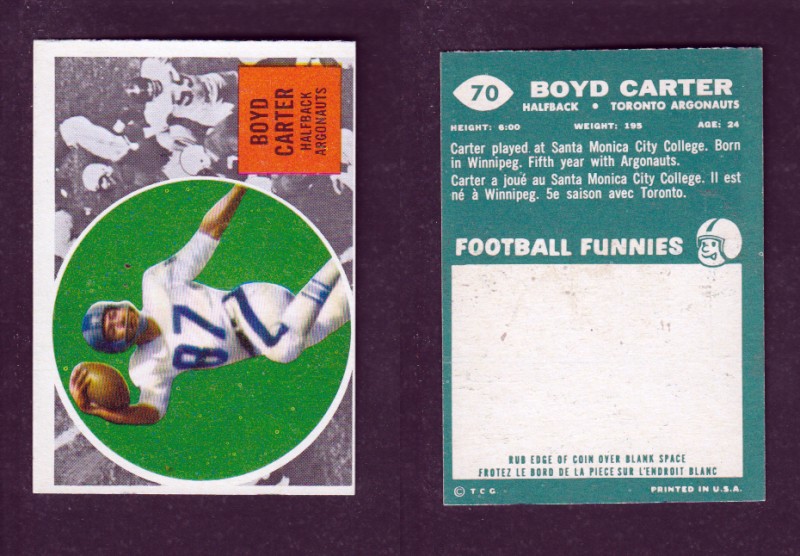 55
BOYD
CARTER
HALFBACK
ARGONAUTS
87
70
BOYD CARTER
HALFBACK • TORONTO ARGONAUTS
HEIGHT: 6:00 WEIGHT: 195 AGE: 24
Carter played at Santa Monica City College. Born
in Winnipeg. Fifth year with Argonauts.
Carter a joué au Santa Monica City College. Il est
né à Winnipeg. 5e saison avec Toronto.
FOOTBALL FUNNIES
RUB EDGE OF COIN OVER BLANK SPACE
FROTEZ LE BORD DE LA PIECE SUR L'ENDROIT BLANC
© T C G
PRINTED IN U.S.A.